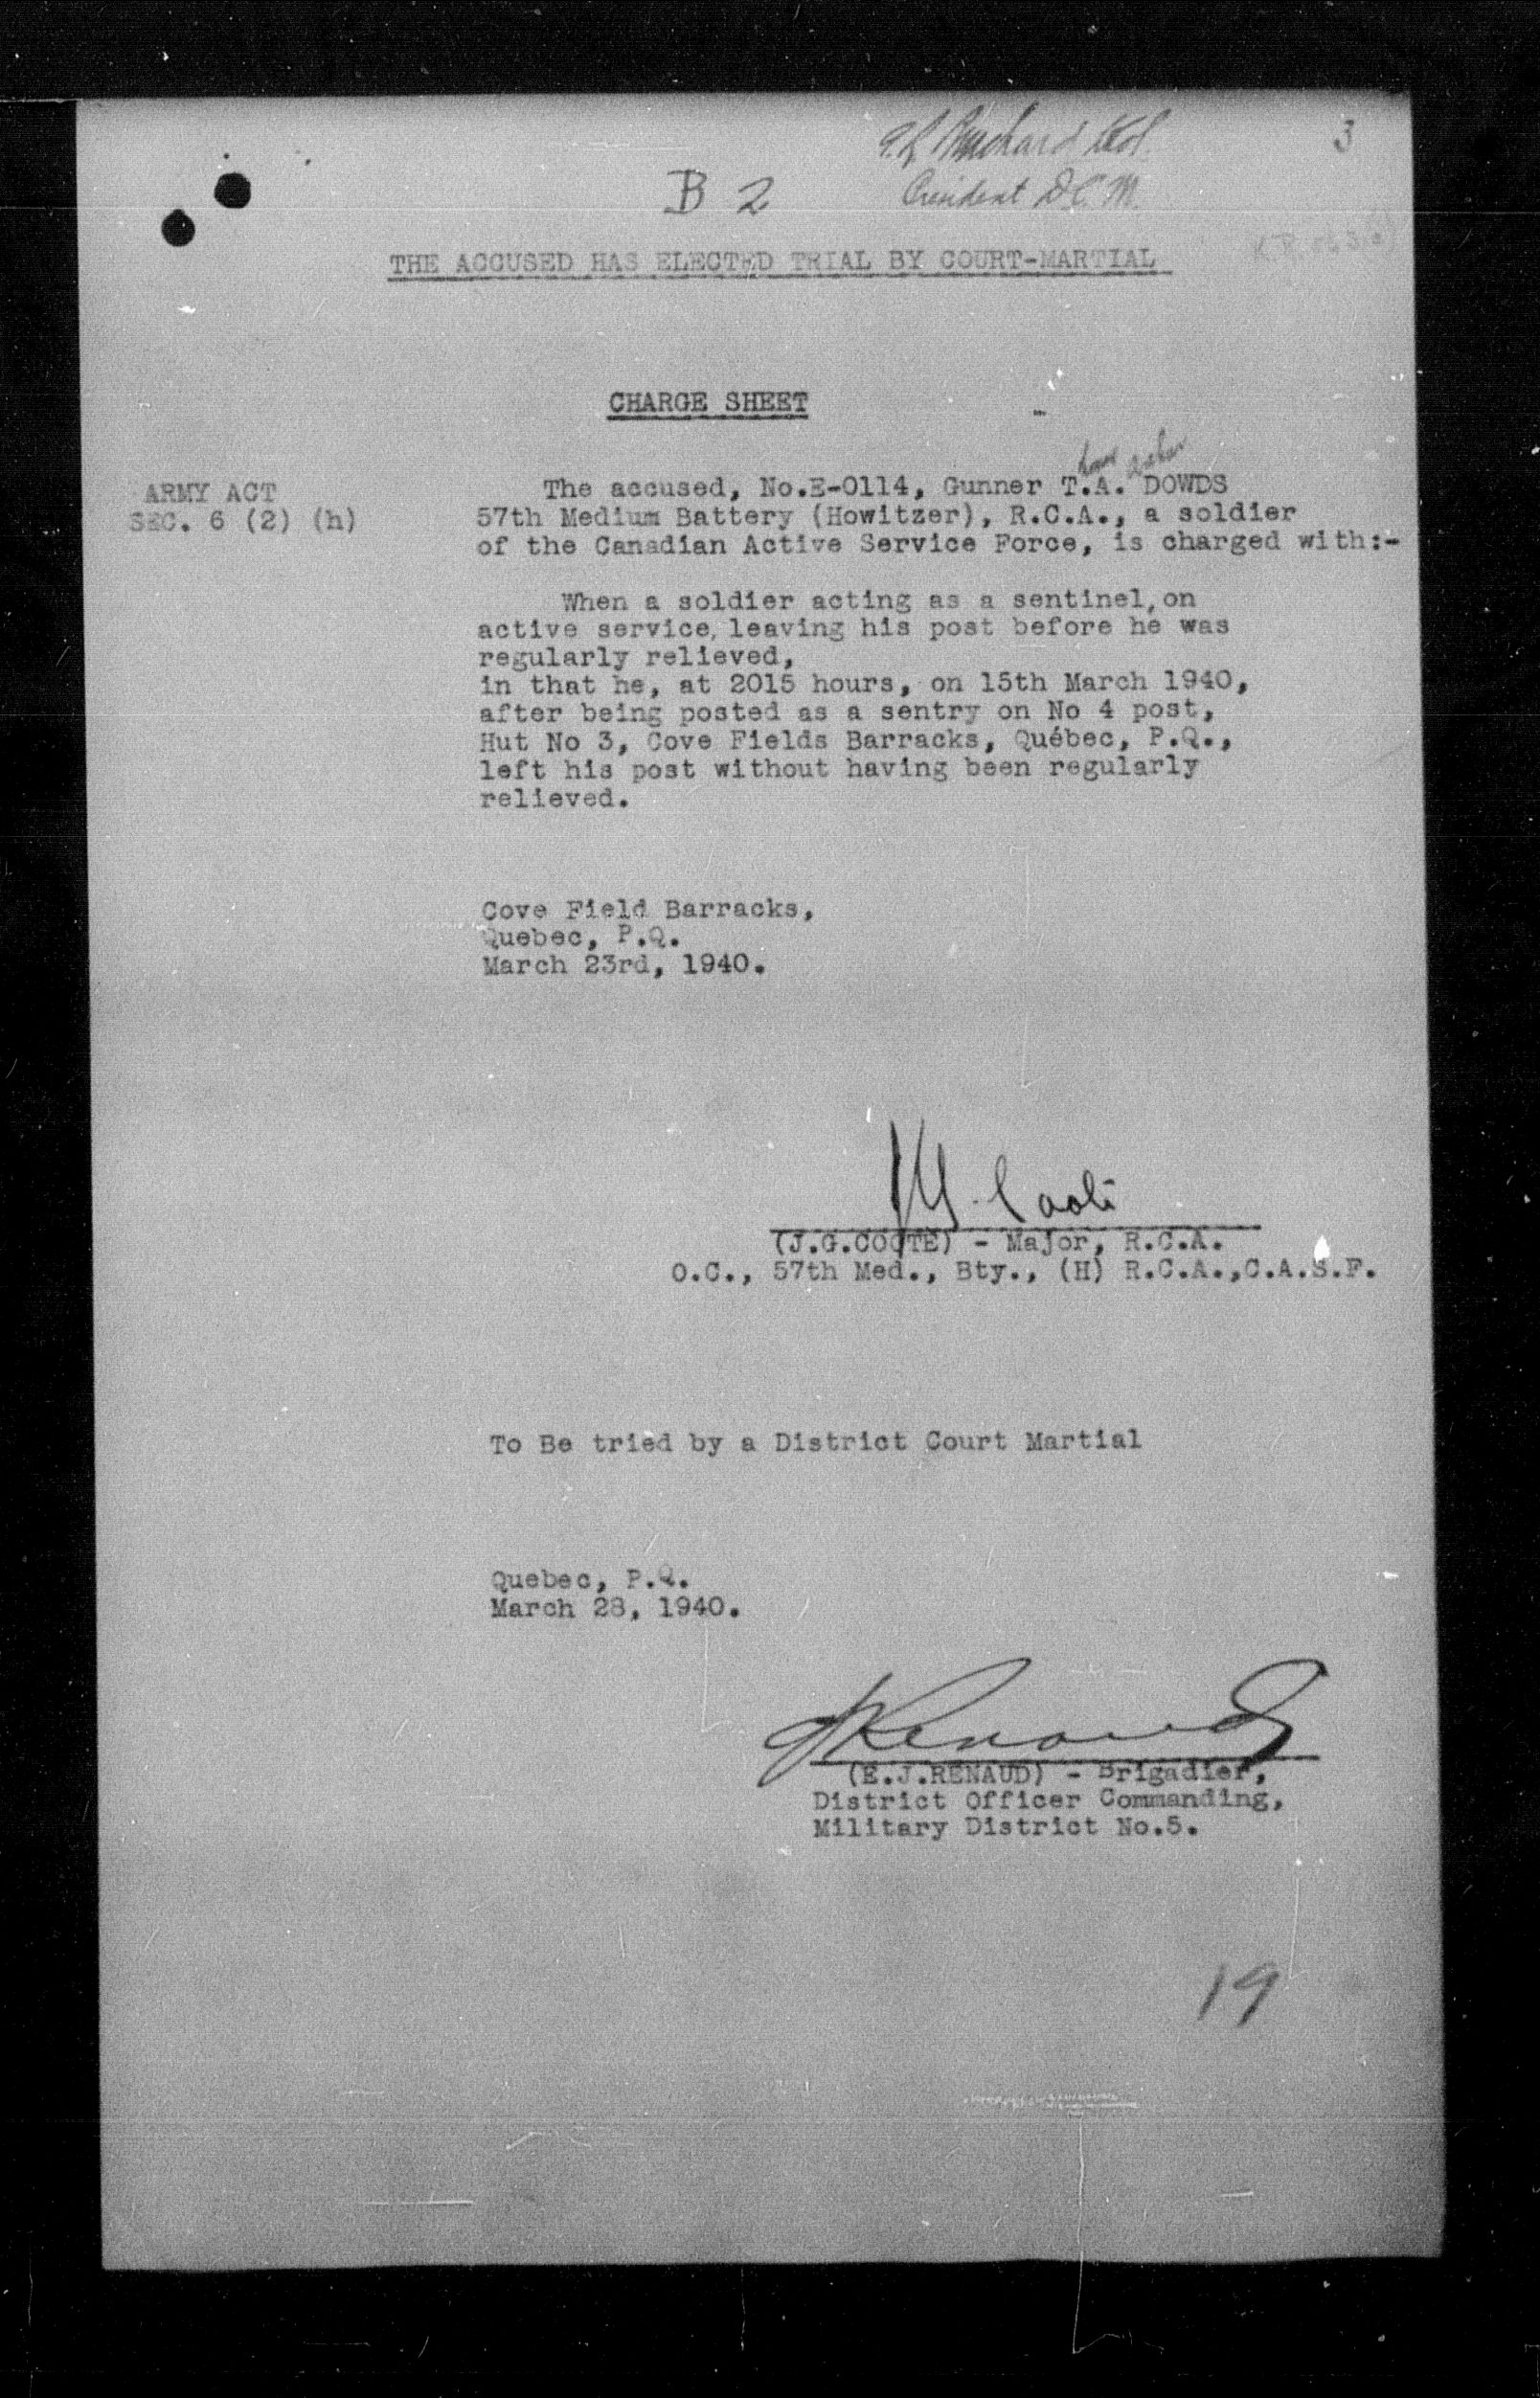 3
B 2
President D.C.M.
THE ACCUSED HAS ELECTED TRIAL BY COURT-MARTIAL
CHARGE SHEET
ARMY ACT
SEC. 6 (2) (h)
The accused, No.E-0114, Gunner T.A. DOWDS
57th Medium Battery (Howitzer), R.C.A., a soldier
of the Canadian Active Service Force, is charged with:-
When a soldier acting as a sentinel, on
active service, leaving his post before he was
regularly relieved,
in that he, at 2015 hours, on 15th March 1940,
after being posted as a sentry on No 4 post,
Hut No 3, Cove Fields Barracks, Québec, P.Q.,
left his post without having been regularly
relieved.
Cove Field Barracks,
Quebec, P.Q.
March 23rd, 1940.
(J.G.COOTE) - Major, R.C.A.
O.C., 57th Med., Bty., (H) R.C.A.,C.A.S.F.
To Be tried by a District Court Martial
Quebec, P.Q.
March 28, 1940.
(E.J.RENAUD) - Brigadier,
District Officer Commanding,
Military District No.5.
19